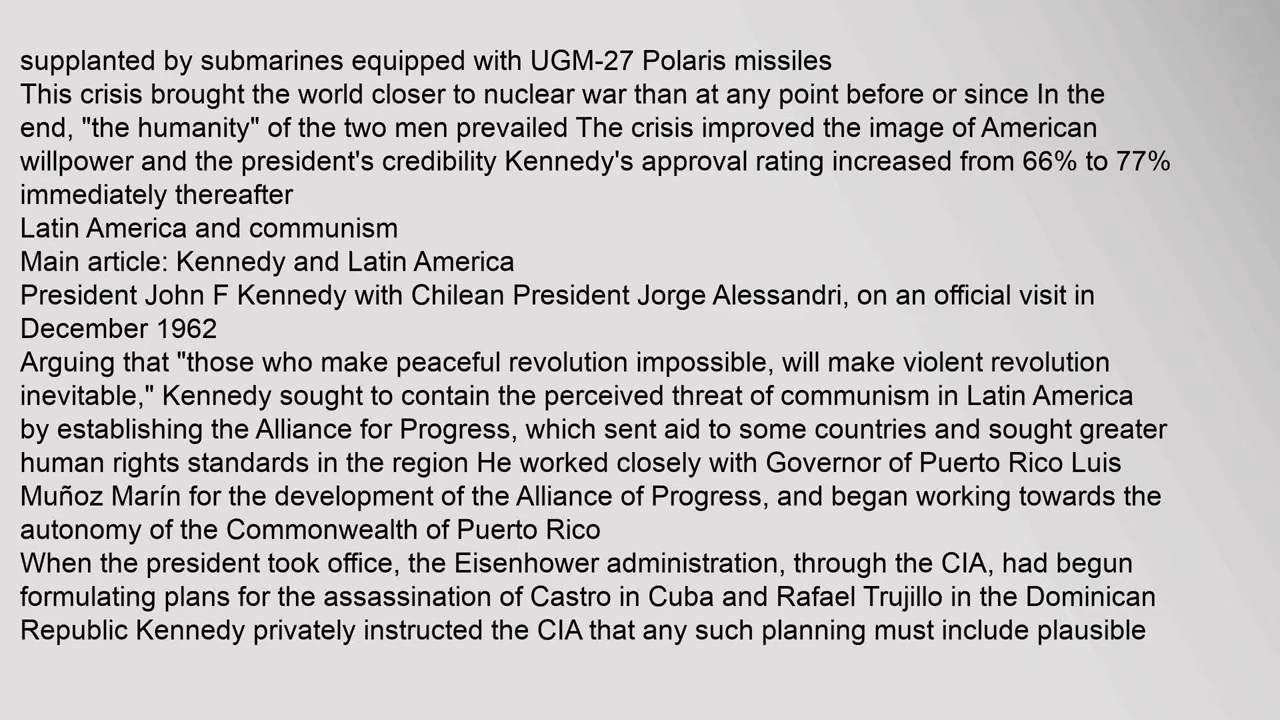 supplanted by submarines equipped with UGM-27 Polaris missiles
This crisis brought the world closer to nuclear war than at any point before or since In the
end, "the humanity" of the two men prevailed The crisis improved the image of American
willpower and the president's credibility Kennedy's approval rating increased from 66% to 77%
immediately thereafter
Latin America and communism
Main article: Kennedy and Latin America
President John F Kennedy with Chilean President Jorge Alessandri, on an official visit in
December 1962
Arguing that "those who make peaceful revolution impossible, will make violent revolution
inevitable," Kennedy sought to contain the perceived threat of communism in Latin America
by establishing the Alliance for Progress, which sent aid to some countries and sought greater
human rights standards in the region He worked closely with Governor of Puerto Rico Luis
Muñoz Marín for the development of the Alliance of Progress, and began working towards the
autonomy of the Commonwealth of Puerto Rico
When the president took office, the Eisenhower administration, through the CIA, had begun
formulating plans for the assassination of Castro in Cuba and Rafael Trujillo in the Dominican
Republic Kennedy privately instructed the CIA that any such planning must include plausible